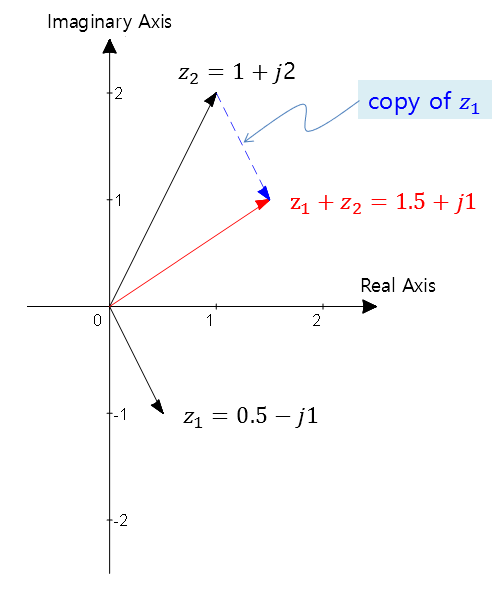 Imaginary Axis
z₂ = 1 + j2
2
copy of z₁
1
z₁ + z₂ = 1.5 + j1
Real Axis
0
1
2
-1
z₁ = 0.5 − j1
-2